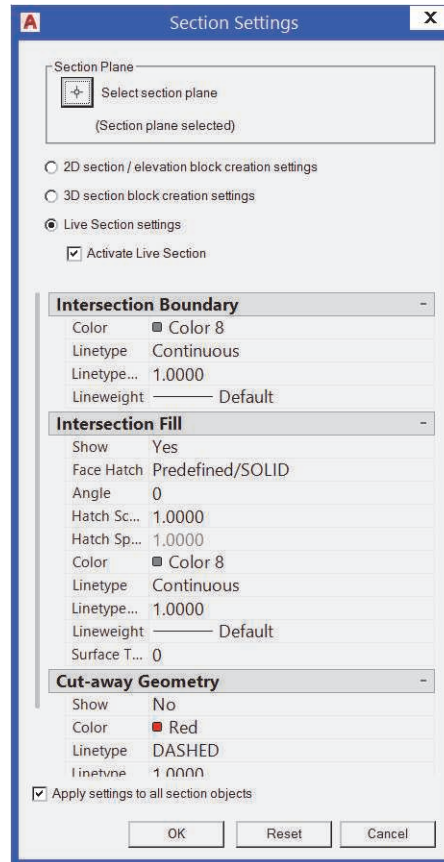 A Section Settings X
Section Plane
Select section plane
(Section plane selected)
2D section / elevation block creation settings
3D section block creation settings
Live Section settings
Activate Live Section
Intersection Boundary -
Color Color 8
Linetype Continuous
Linetype... 1.0000
Lineweight Default
Intersection Fill -
Show Yes
Face Hatch Predefined/SOLID
Angle 0
Hatch Sc... 1.0000
Hatch Sp... 1.0000
Color Color 8
Linetype Continuous
Linetype... 1.0000
Lineweight Default
Surface T... 0
Cut-away Geometry -
Show No
Color Red
Linetype DASHED
Linetype 1.0000
Apply settings to all section objects
OK Reset Cancel